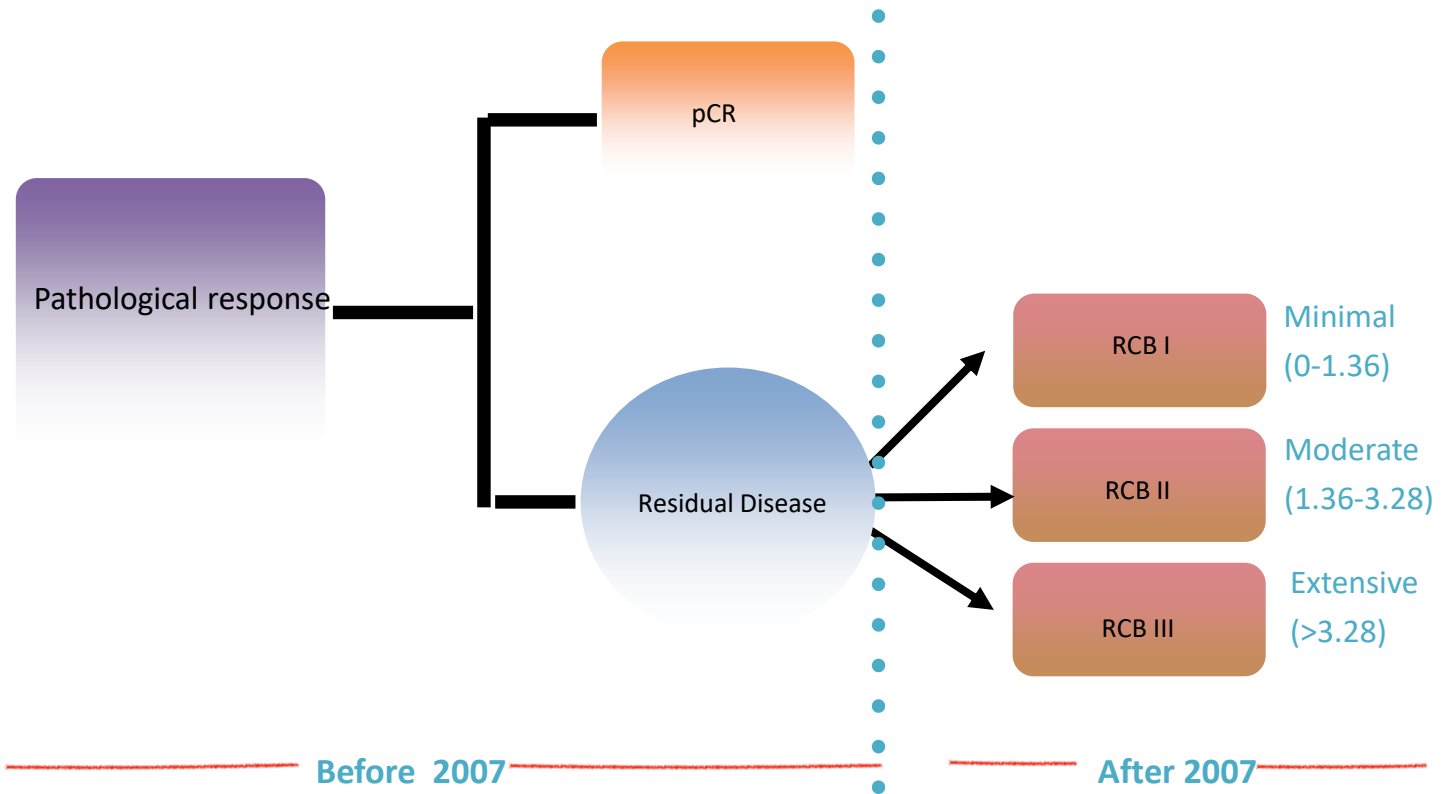 pCR
Pathological response
Residual Disease
RCB I
Minimal
(0-1.36)
RCB II
Moderate
(1.36-3.28)
RCB III
Extensive
(>3.28)
Before  2007
After 2007